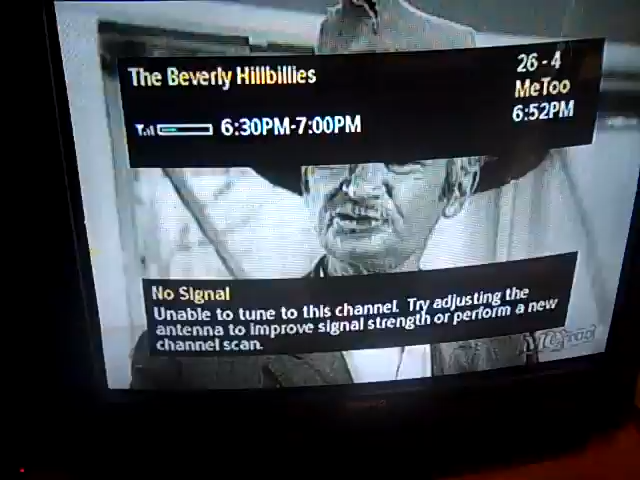 The Beverly Hillbillies
26-4
MeToo
6:52PM
6:30PM-7:00PM
No Signal
Unable to tune to this channel. Try adjusting the
antenna to improve signal strength or perform a new
channel scan.
MeToo